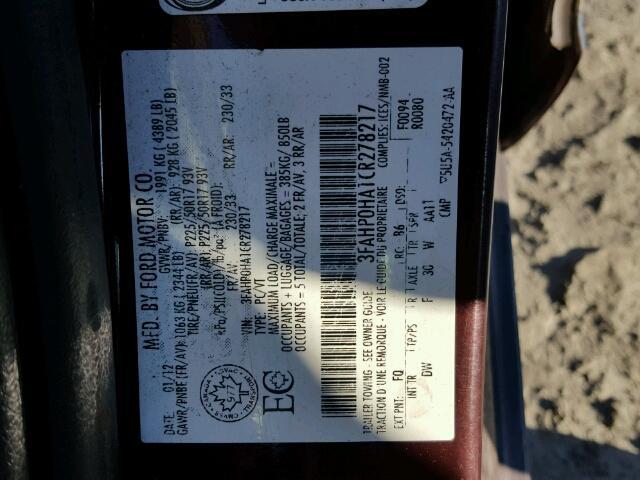 MFD. BY FORD MOTOR CO.
DATE: 01/12 GVWR/PNBV: 1991 KG ( 4389 LB)
GAWR/PNBE (FR/AV): 1063 KG ( 2344 LB) (RR/AR): 928 KG ( 2045 LB)
TIRE/PNEU(FR/AV): P225/50R17 93V
(RR/AR): P225/50R17 93V
kPa/PSI(COLD)/lb/po² (A FROID):
FR/AV: 230/33 RR/AR: 230/33
VIN: 3FAHP0HA1CR278217
TYPE: PC/VT
MAXIMUM LOAD/CHARGE MAXIMALE =
OCCUPANTS + LUGGAGE/BAGAGES = 385KG/ 850LB
OCCUPANTS = 5 TOTAL/TOTALE; 2 FR/AV, 3 RR/AR
EC
3FAHP0HA1CR278217
TRAILER TOWING - SEE OWNER GUIDE
TRACTION D'UNE REMORQUE - VOIR LE GUIDE DU PROPRIETAIRE COMPLIES: ICES/NMB-002
EXT PNT: FQ RC: 96 DSO: F0094
R0080
INT TR TP/PS R AXLE TR SPR
DW F 3G W AA11
CMP ▽5U5A-5420472-AA